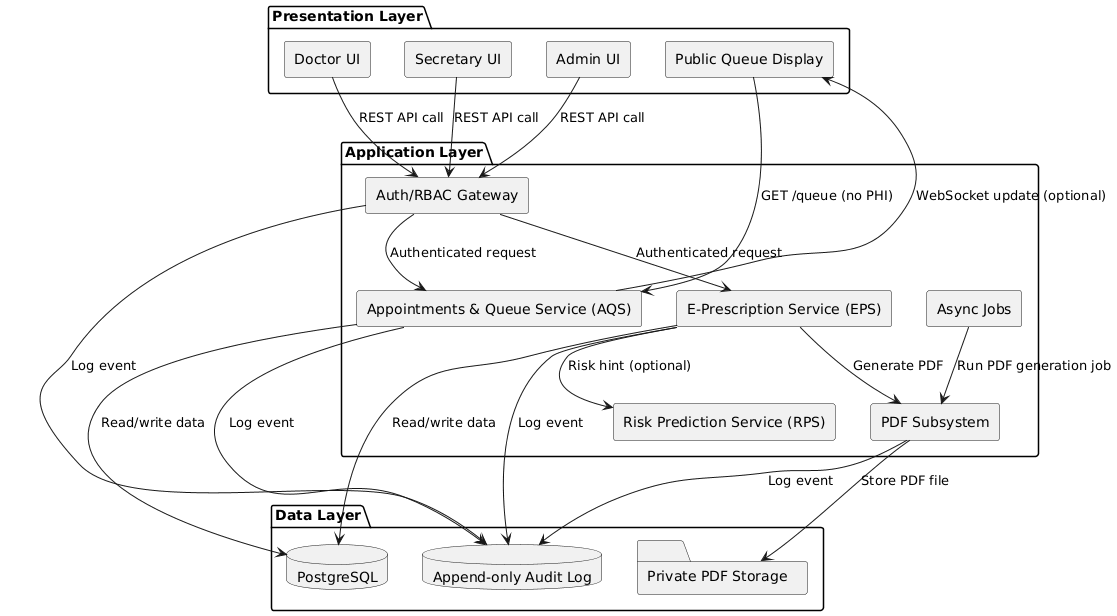 Presentation Layer
Doctor UI
Secretary UI
Admin UI
Public Queue Display
REST API call
REST API call
REST API call
Application Layer
Auth/RBAC Gateway
GET /queue (no PHI)
WebSocket update (optional)
Authenticated request
Authenticated request
Appointments & Queue Service (AQS)
E-Prescription Service (EPS)
Async Jobs
Log event
Risk hint (optional)
Generate PDF
Run PDF generation job
Read/write data
Log event
Read/write data
Log event
Risk Prediction Service (RPS)
PDF Subsystem
Log event
Store PDF file
Data Layer
PostgreSQL
Append-only Audit Log
Private PDF Storage